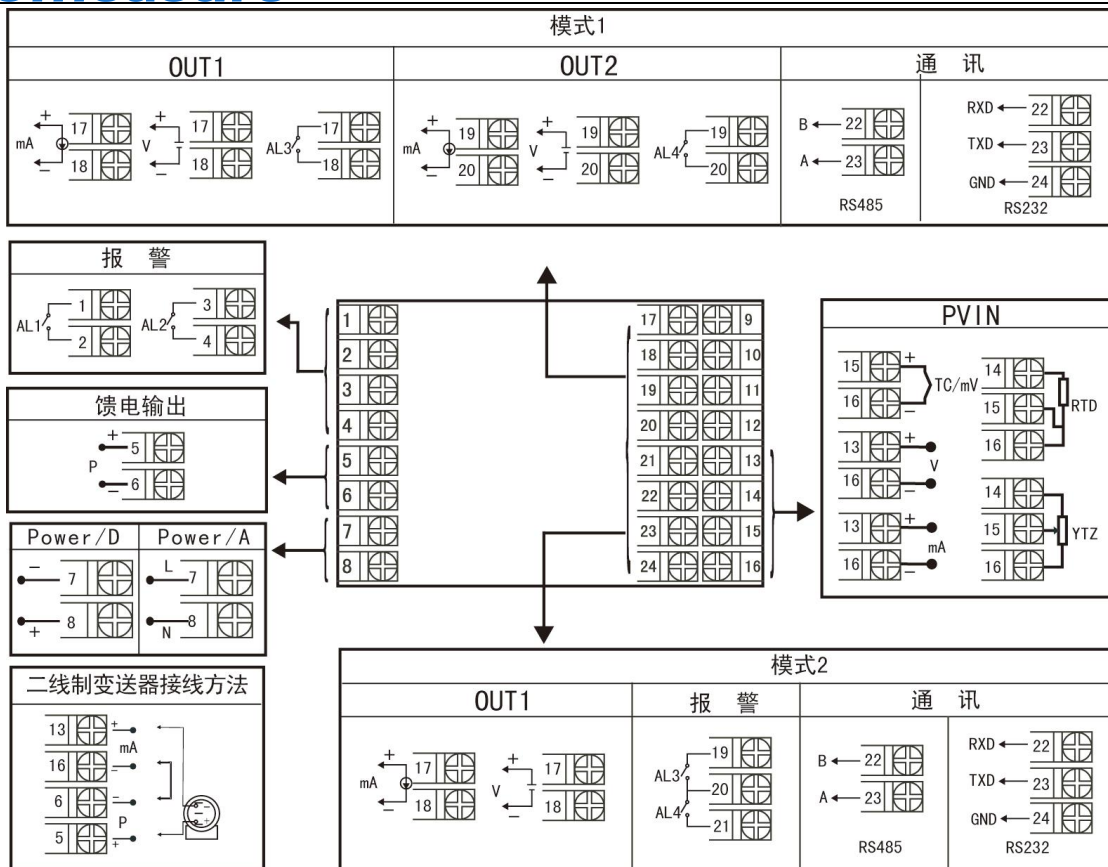 模式1
OUT1 OUT2 通 讯
+ mA − 17 18
+ V − 17 18
AL3 17 18
+ mA − 19 20
+ V − 19 20
AL4 19 20
B 22
A 23
RS485
RXD 22
TXD 23
GND 24
RS232
报 警
AL1 1 2
AL2 3 4
馈电输出
+ 5
P
− 6
Power/D Power/A
− 7 L 7
+ 8 N 8
二线制变送器接线方法
13 +
mA
16 −
6 −
P
5 +
− +
1
2
3
4
5
6
7
8
17 9
18 10
19 11
20 12
21 13
22 14
23 15
24 16
PVIN
15 + TC/mV
16 −
13 +
V
16 −
13 +
mA
16 −
14
15 RTD
16
14
15 YTZ
16
模式2
OUT1 报 警 通 讯
+ mA − 17 18
+ V − 17 18
AL3 19
20
AL4 21
B 22
A 23
RS485
RXD 22
TXD 23
GND 24
RS232